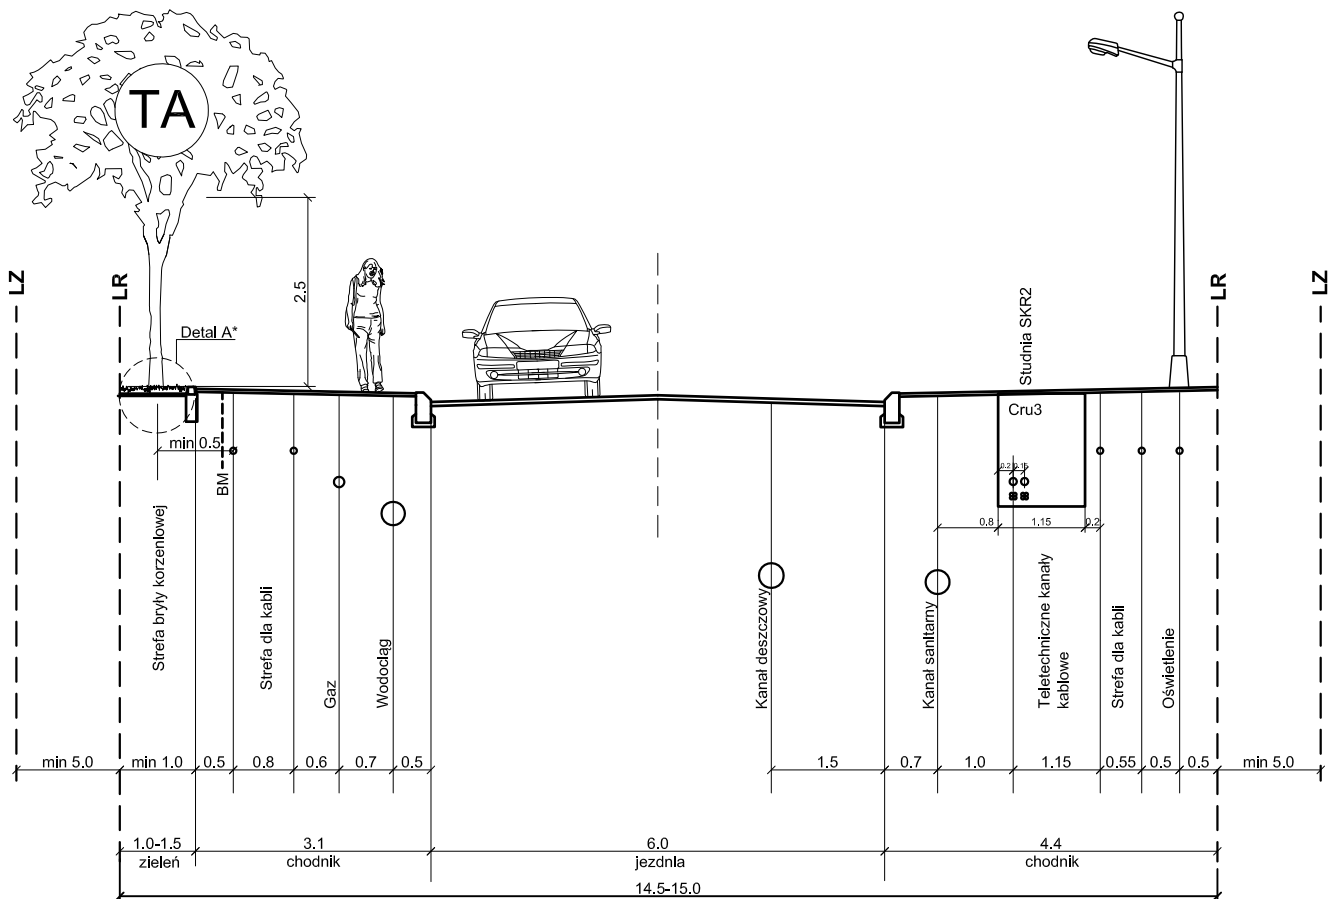 TA
LZ
LR
2.5
Detal A*
min 0.5
BM
Strefa bryły korzeniowej
Strefa dla kabli
Gaz
Wodociąg
Kanał deszczowy
Kanał sanitarny
Studnia SKR2
Cru3
0.2
0.15
0.8
1.15
0.2
Teletechniczne kanały
kablowe
Strefa dla kabli
Oświetlenie
LR
LZ
min 5.0
min 1.0
0.5
0.8
0.6
0.7
0.5
1.5
0.7
1.0
1.15
0.55
0.5
0.5
min 5.0
1.0-1.5
zieleń
3.1
chodnik
6.0
jezdnia
4.4
chodnik
14.5-15.0